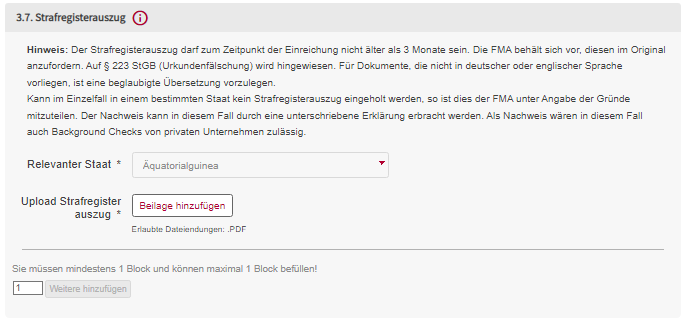 3.7. Strafregisterauszug
Hinweis: Der Strafregisterauszug darf zum Zeitpunkt der Einreichung nicht älter als 3 Monate sein. Die FMA behält sich vor, diesen im Original
anzufordern. Auf § 223 StGB (Urkundenfälschung) wird hingewiesen. Für Dokumente, die nicht in deutscher oder englischer Sprache
vorliegen, ist eine beglaubigte Übersetzung vorzulegen.
Kann im Einzelfall in einem bestimmten Staat kein Strafregisterauszug eingeholt werden, so ist dies der FMA unter Angabe der Gründe
mitzuteilen. Der Nachweis kann in diesem Fall durch eine unterschriebene Erklärung erbracht werden. Als Nachweis wären in diesem Fall
auch Background Checks von privaten Unternehmen zulässig.
Relevanter Staat * Äquatorialguinea
Upload Strafregister
auszug * Beilage hinzufügen
Erlaubte Dateiendungen: .PDF
Sie müssen mindestens 1 Block und können maximal 1 Block befüllen!
1 Weitere hinzufügen